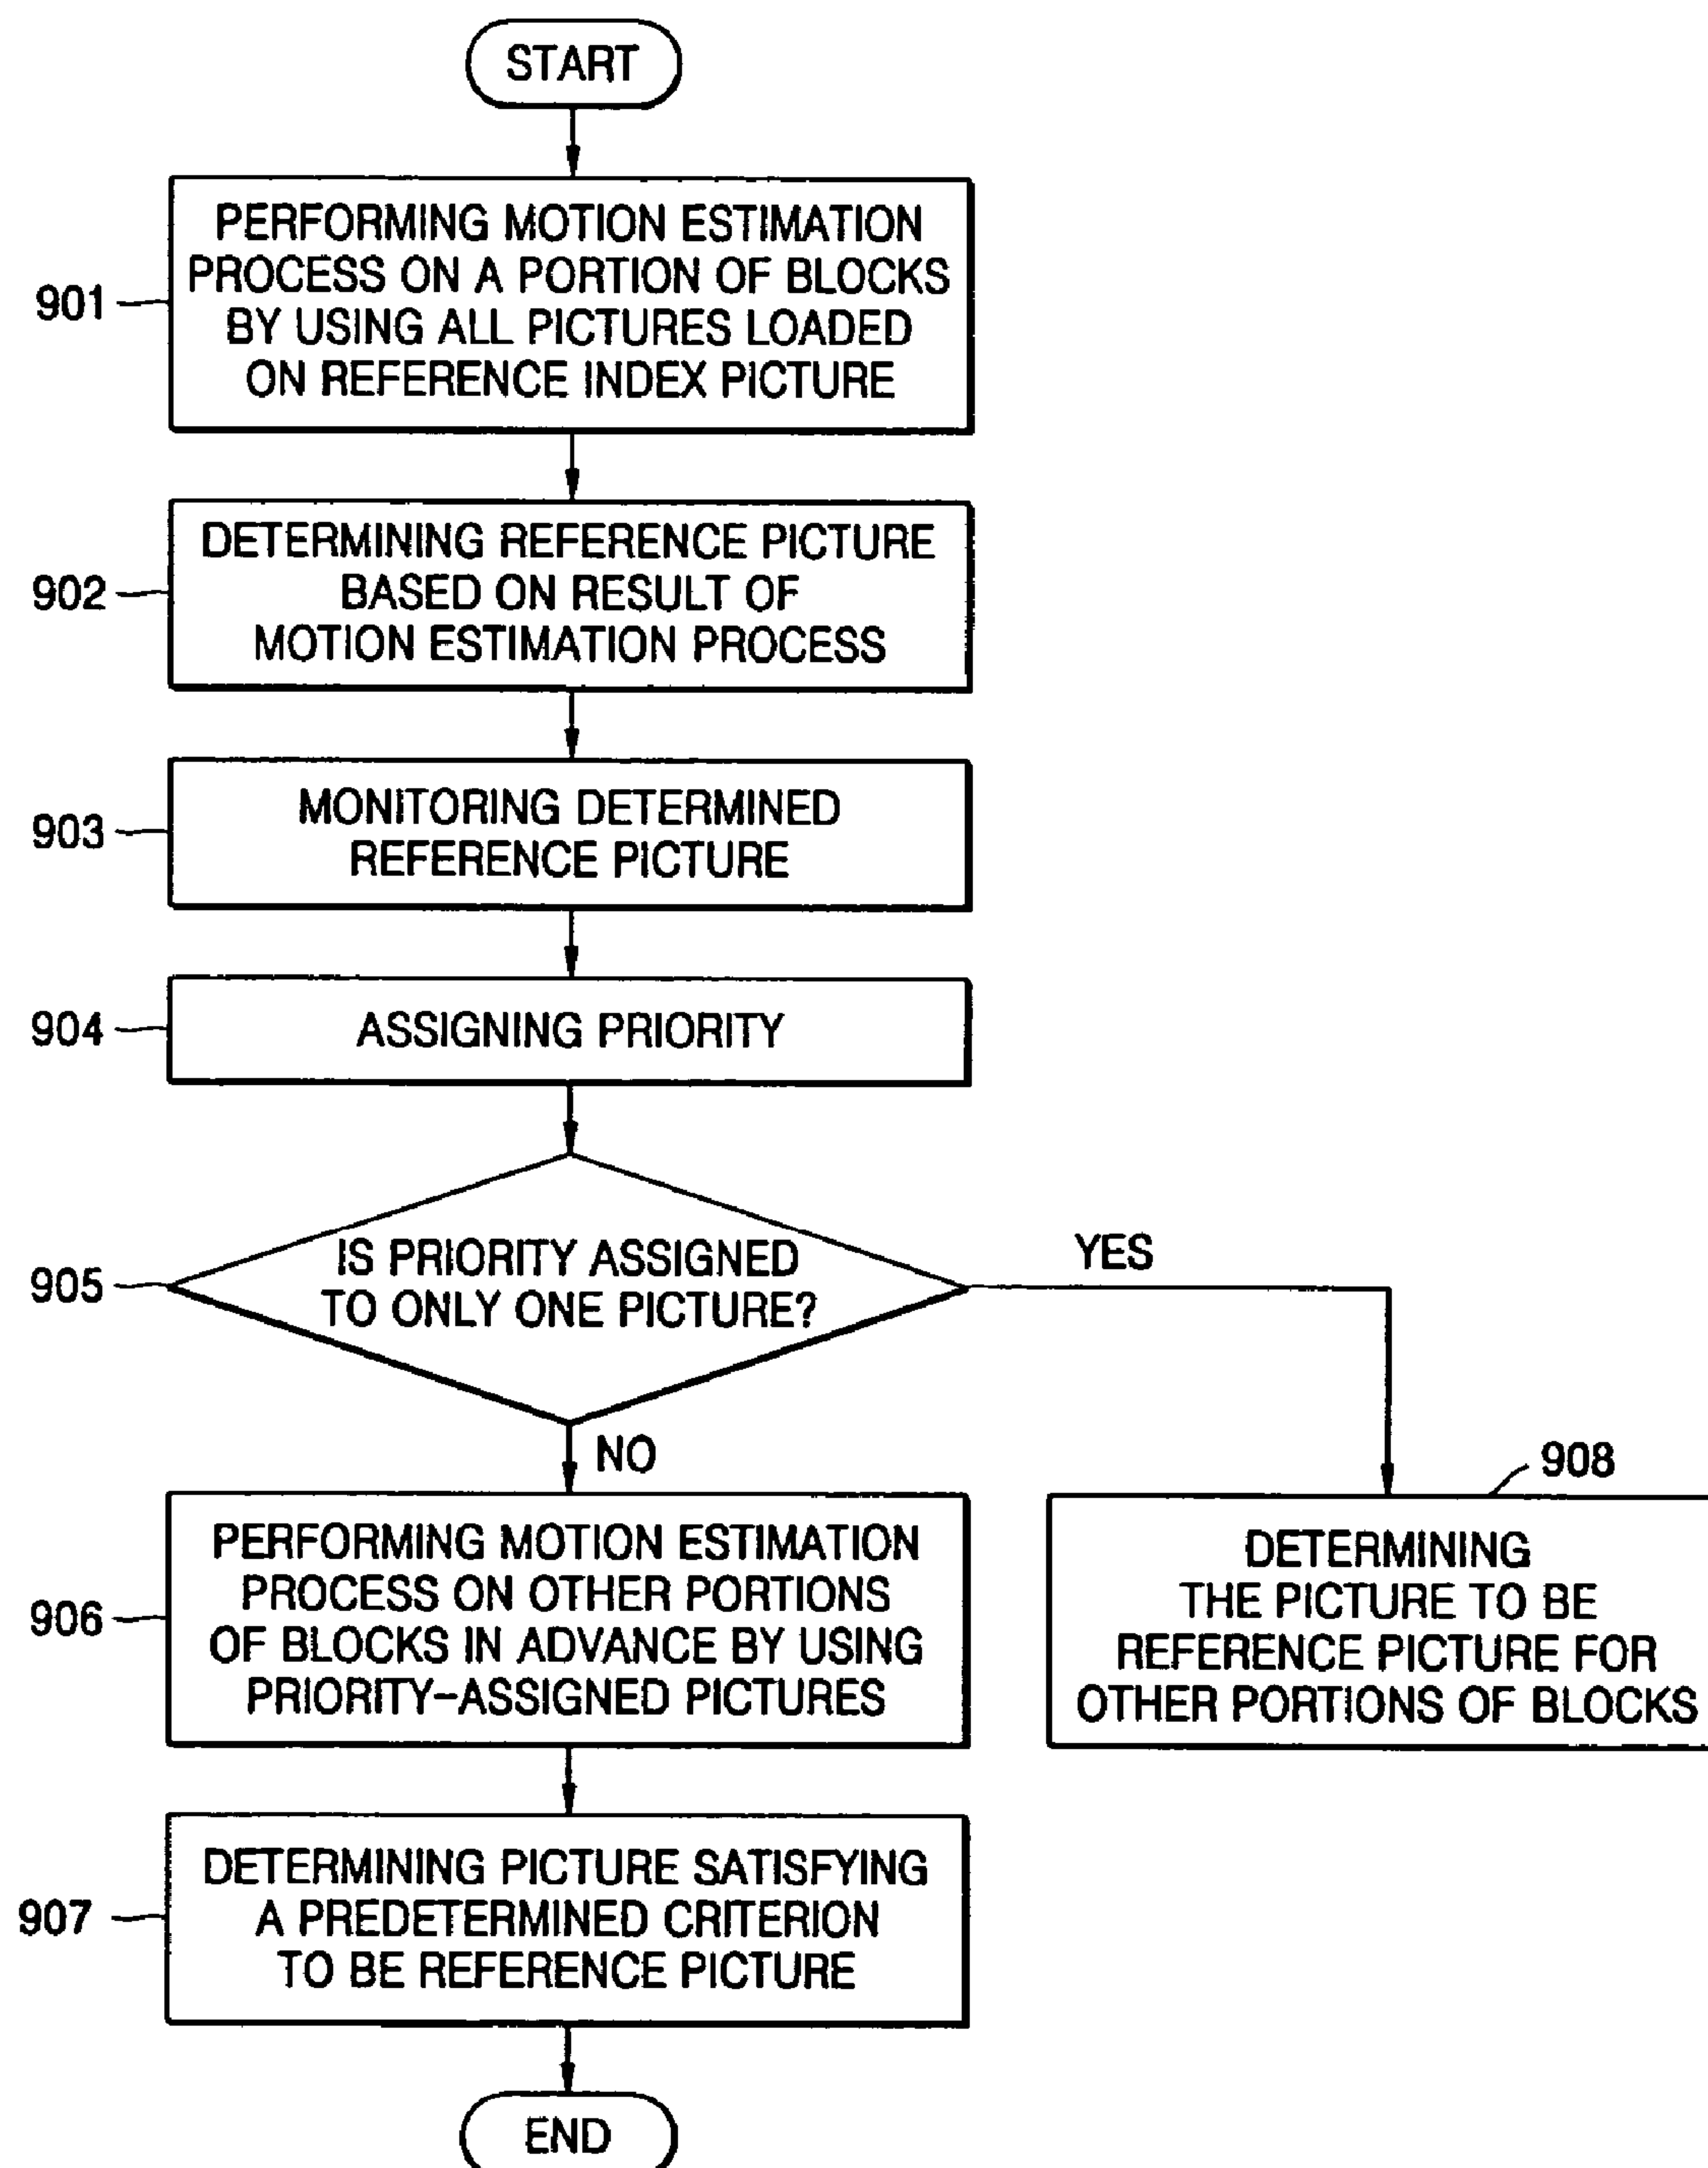 START
901
PERFORMING MOTION ESTIMATION
PROCESS ON A PORTION OF BLOCKS
BY USING ALL PICTURES LOADED
ON REFERENCE INDEX PICTURE
902
DETERMINING REFERENCE PICTURE
BASED ON RESULT OF
MOTION ESTIMATION PROCESS
903
MONITORING DETERMINED
REFERENCE PICTURE
904
ASSIGNING PRIORITY
905
IS PRIORITY ASSIGNED
TO ONLY ONE PICTURE?
YES
NO
906
PERFORMING MOTION ESTIMATION
PROCESS ON OTHER PORTIONS
OF BLOCKS IN ADVANCE BY USING
PRIORITY-ASSIGNED PICTURES
908
DETERMINING
THE PICTURE TO BE
REFERENCE PICTURE FOR
OTHER PORTIONS OF BLOCKS
907
DETERMINING PICTURE SATISFYING
A PREDETERMINED CRITERION
TO BE REFERENCE PICTURE
END